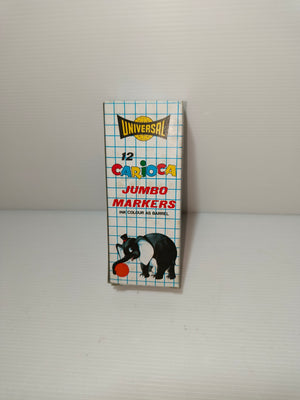 UNIVERSAL
12
CARIOCA
JUMBO
MARKERS
INK COLOUR AS BARREL